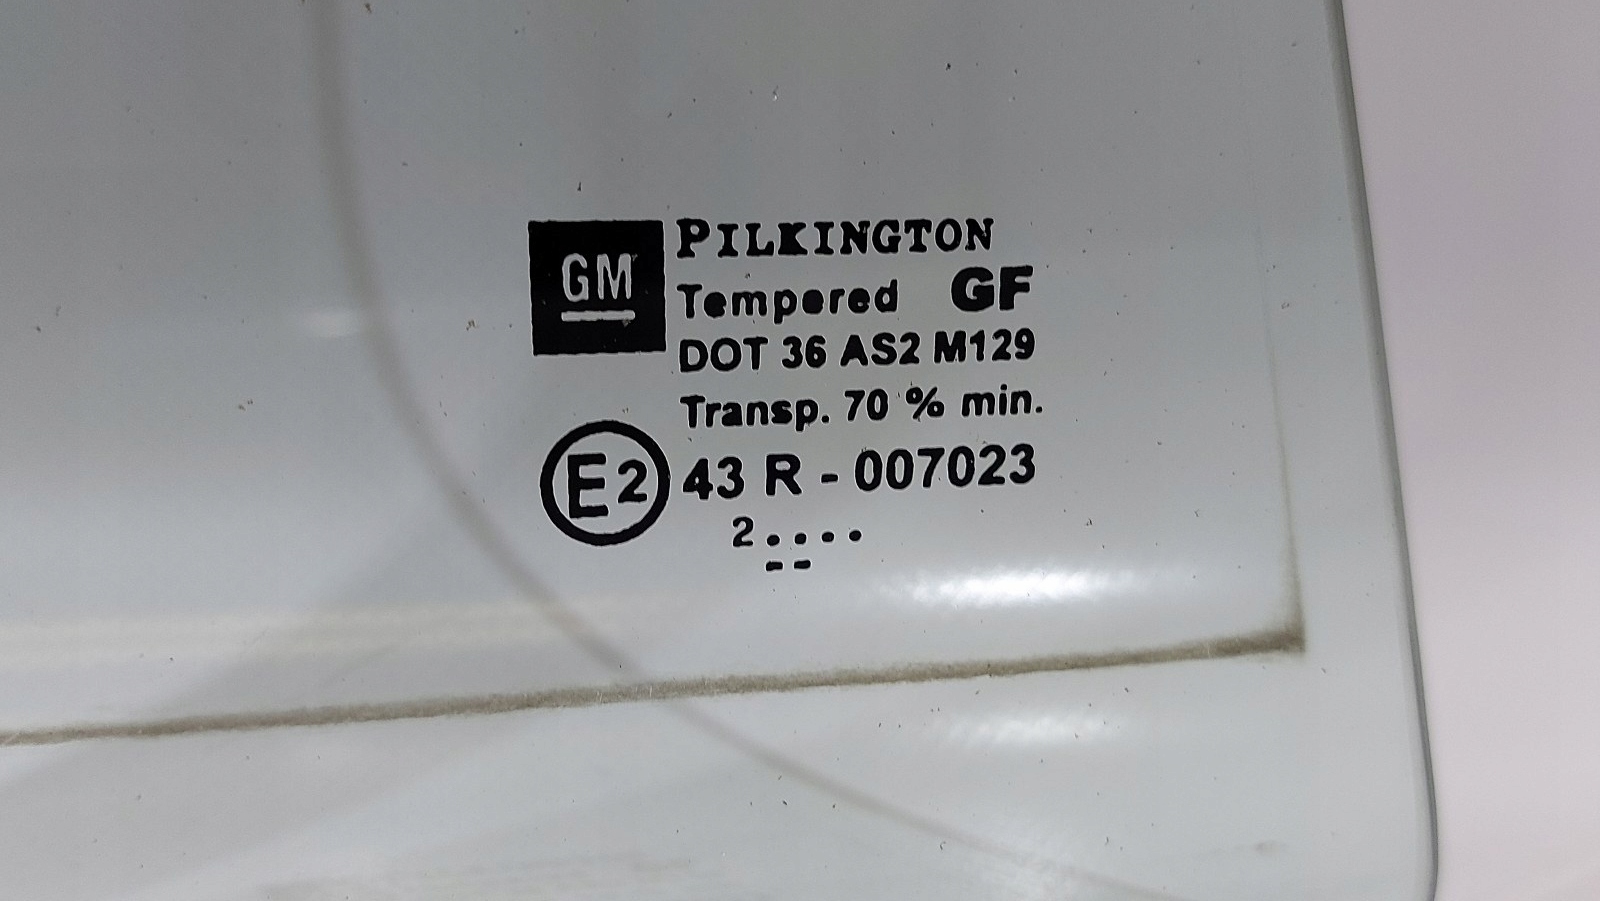 GM
PILKINGTON
Tempered GF
DOT 36 AS2 M129
Transp. 70 % min.
E2 43 R - 007023
2....
--